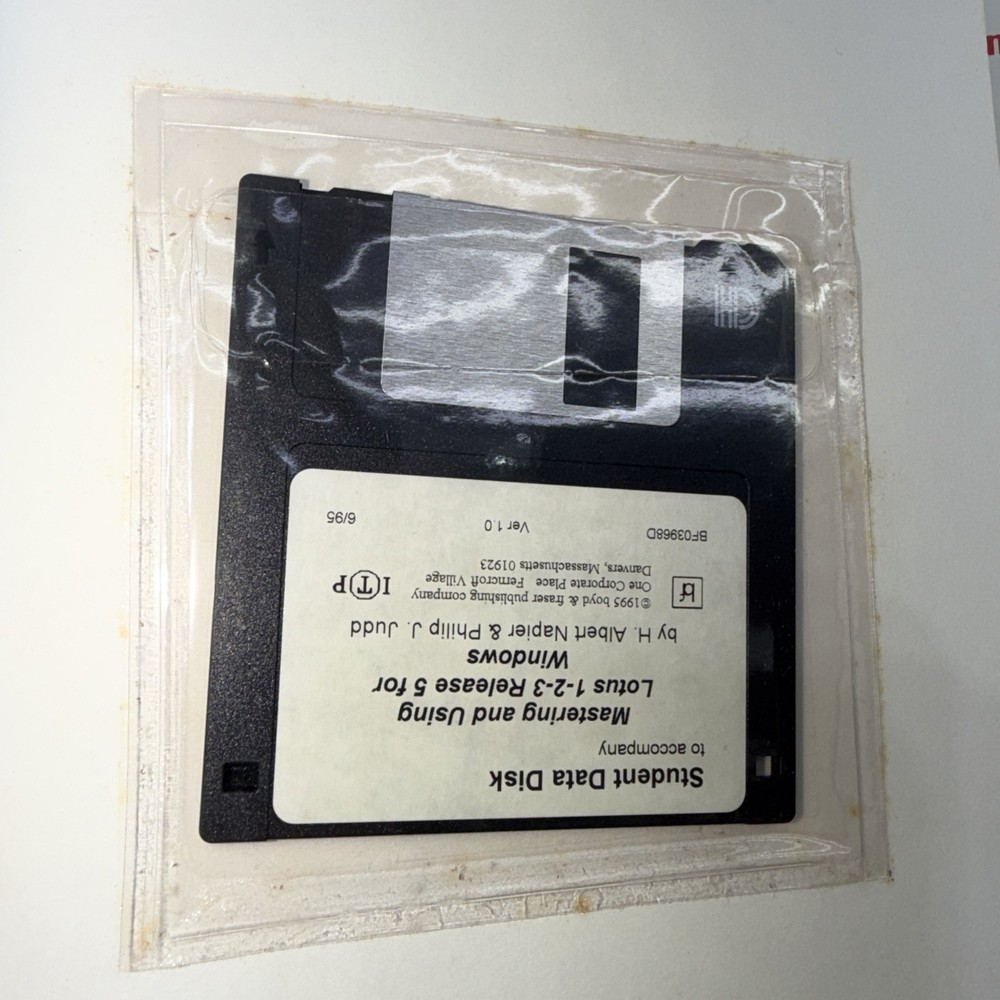 Student Data Disk
to accompany
Mastering and Using
Lotus 1-2-3 Release 5 for
Windows
by H. Albert Napier & Philip J. Judd
bf
©1995 boyd & fraser publishing company
One Corporate Place Ferncroft Village
Danvers, Massachusetts 01923
I(T)P
BF03968D Ver 1.0 6/95
HD